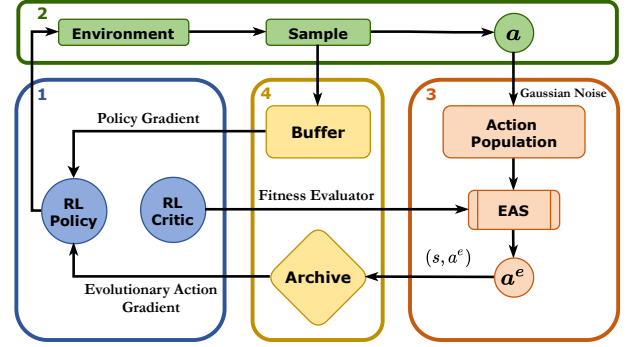 2
Environment
Sample
a
1
4
3
Gaussian Noise
Policy Gradient
Buffer
Action
Population
RL
Policy
RL
Critic
Fitness Evaluator
EAS
(s, a^e)
Archive
a^e
Evolutionary Action
Gradient